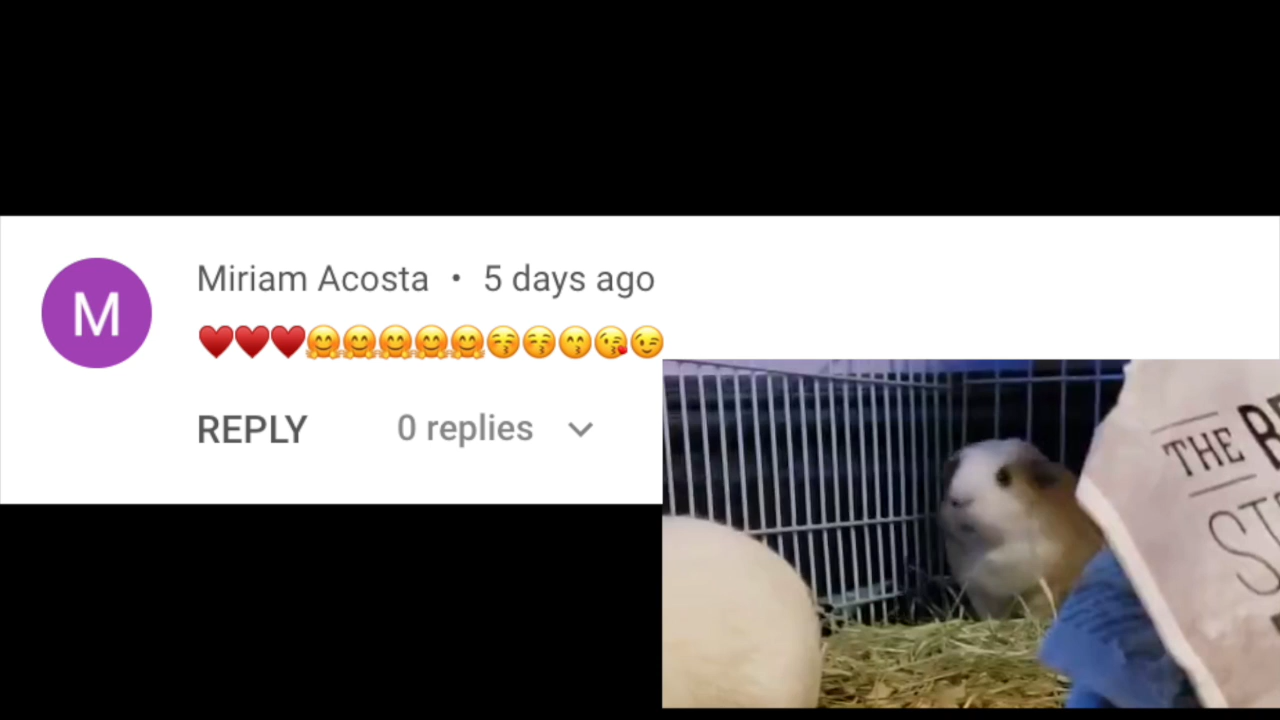 M
Miriam Acosta • 5 days ago
♥️♥️♥️🤗🤗🤗🤗🤗😚😚😙😘😉
REPLY 0 replies
THE